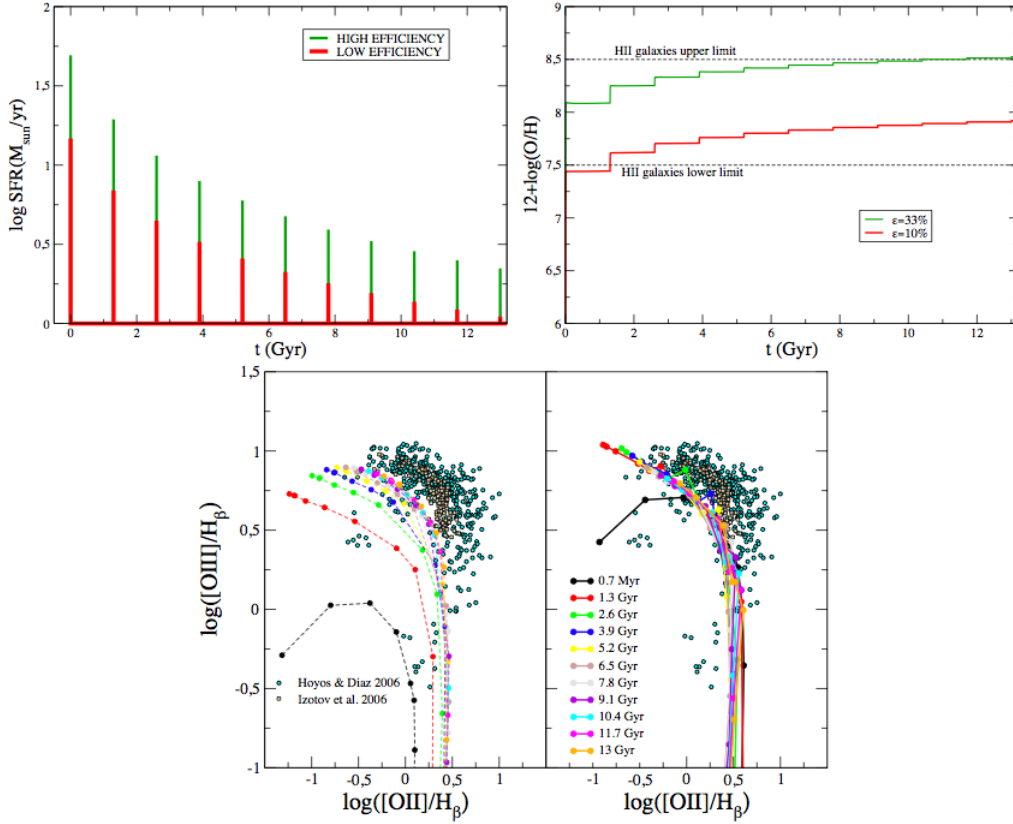 2
1,5
1
0,5
0
log SFR(M_sun/yr)
HIGH EFFICIENCY
LOW EFFICIENCY
0 2 4 6 8 10 12
t (Gyr)
9
8,5
8
7,5
7
6,5
6
12+log(O/H)
HII galaxies upper limit
HII galaxies lower limit
ε=33%
ε=10%
0 2 4 6 8 10 12
t (Gyr)
1,5
1
0,5
0
-0,5
-1
log([OIII]/H_β)
Hoyos & Diaz 2006
Izotov et al. 2006
-1 -0,5 0 0,5 1
log([OII]/H_β)
0.7 Myr
1.3 Gyr
2.6 Gyr
3.9 Gyr
5.2 Gyr
6.5 Gyr
7.8 Gyr
9.1 Gyr
10.4 Gyr
11.7 Gyr
13 Gyr
-1 -0,5 0 0,5 1
log([OII]/H_β)